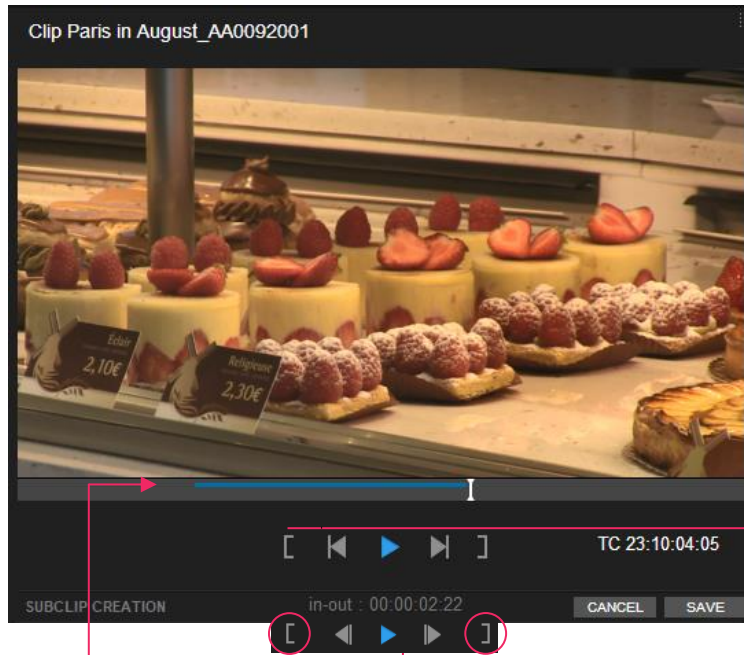 Clip Paris in August_AA0092001
Eclair
2,10€
Religieuse
2,30€
TC 23:10:04:05
SUBCLIP CREATION
in-out : 00:00:02:22
CANCEL
SAVE